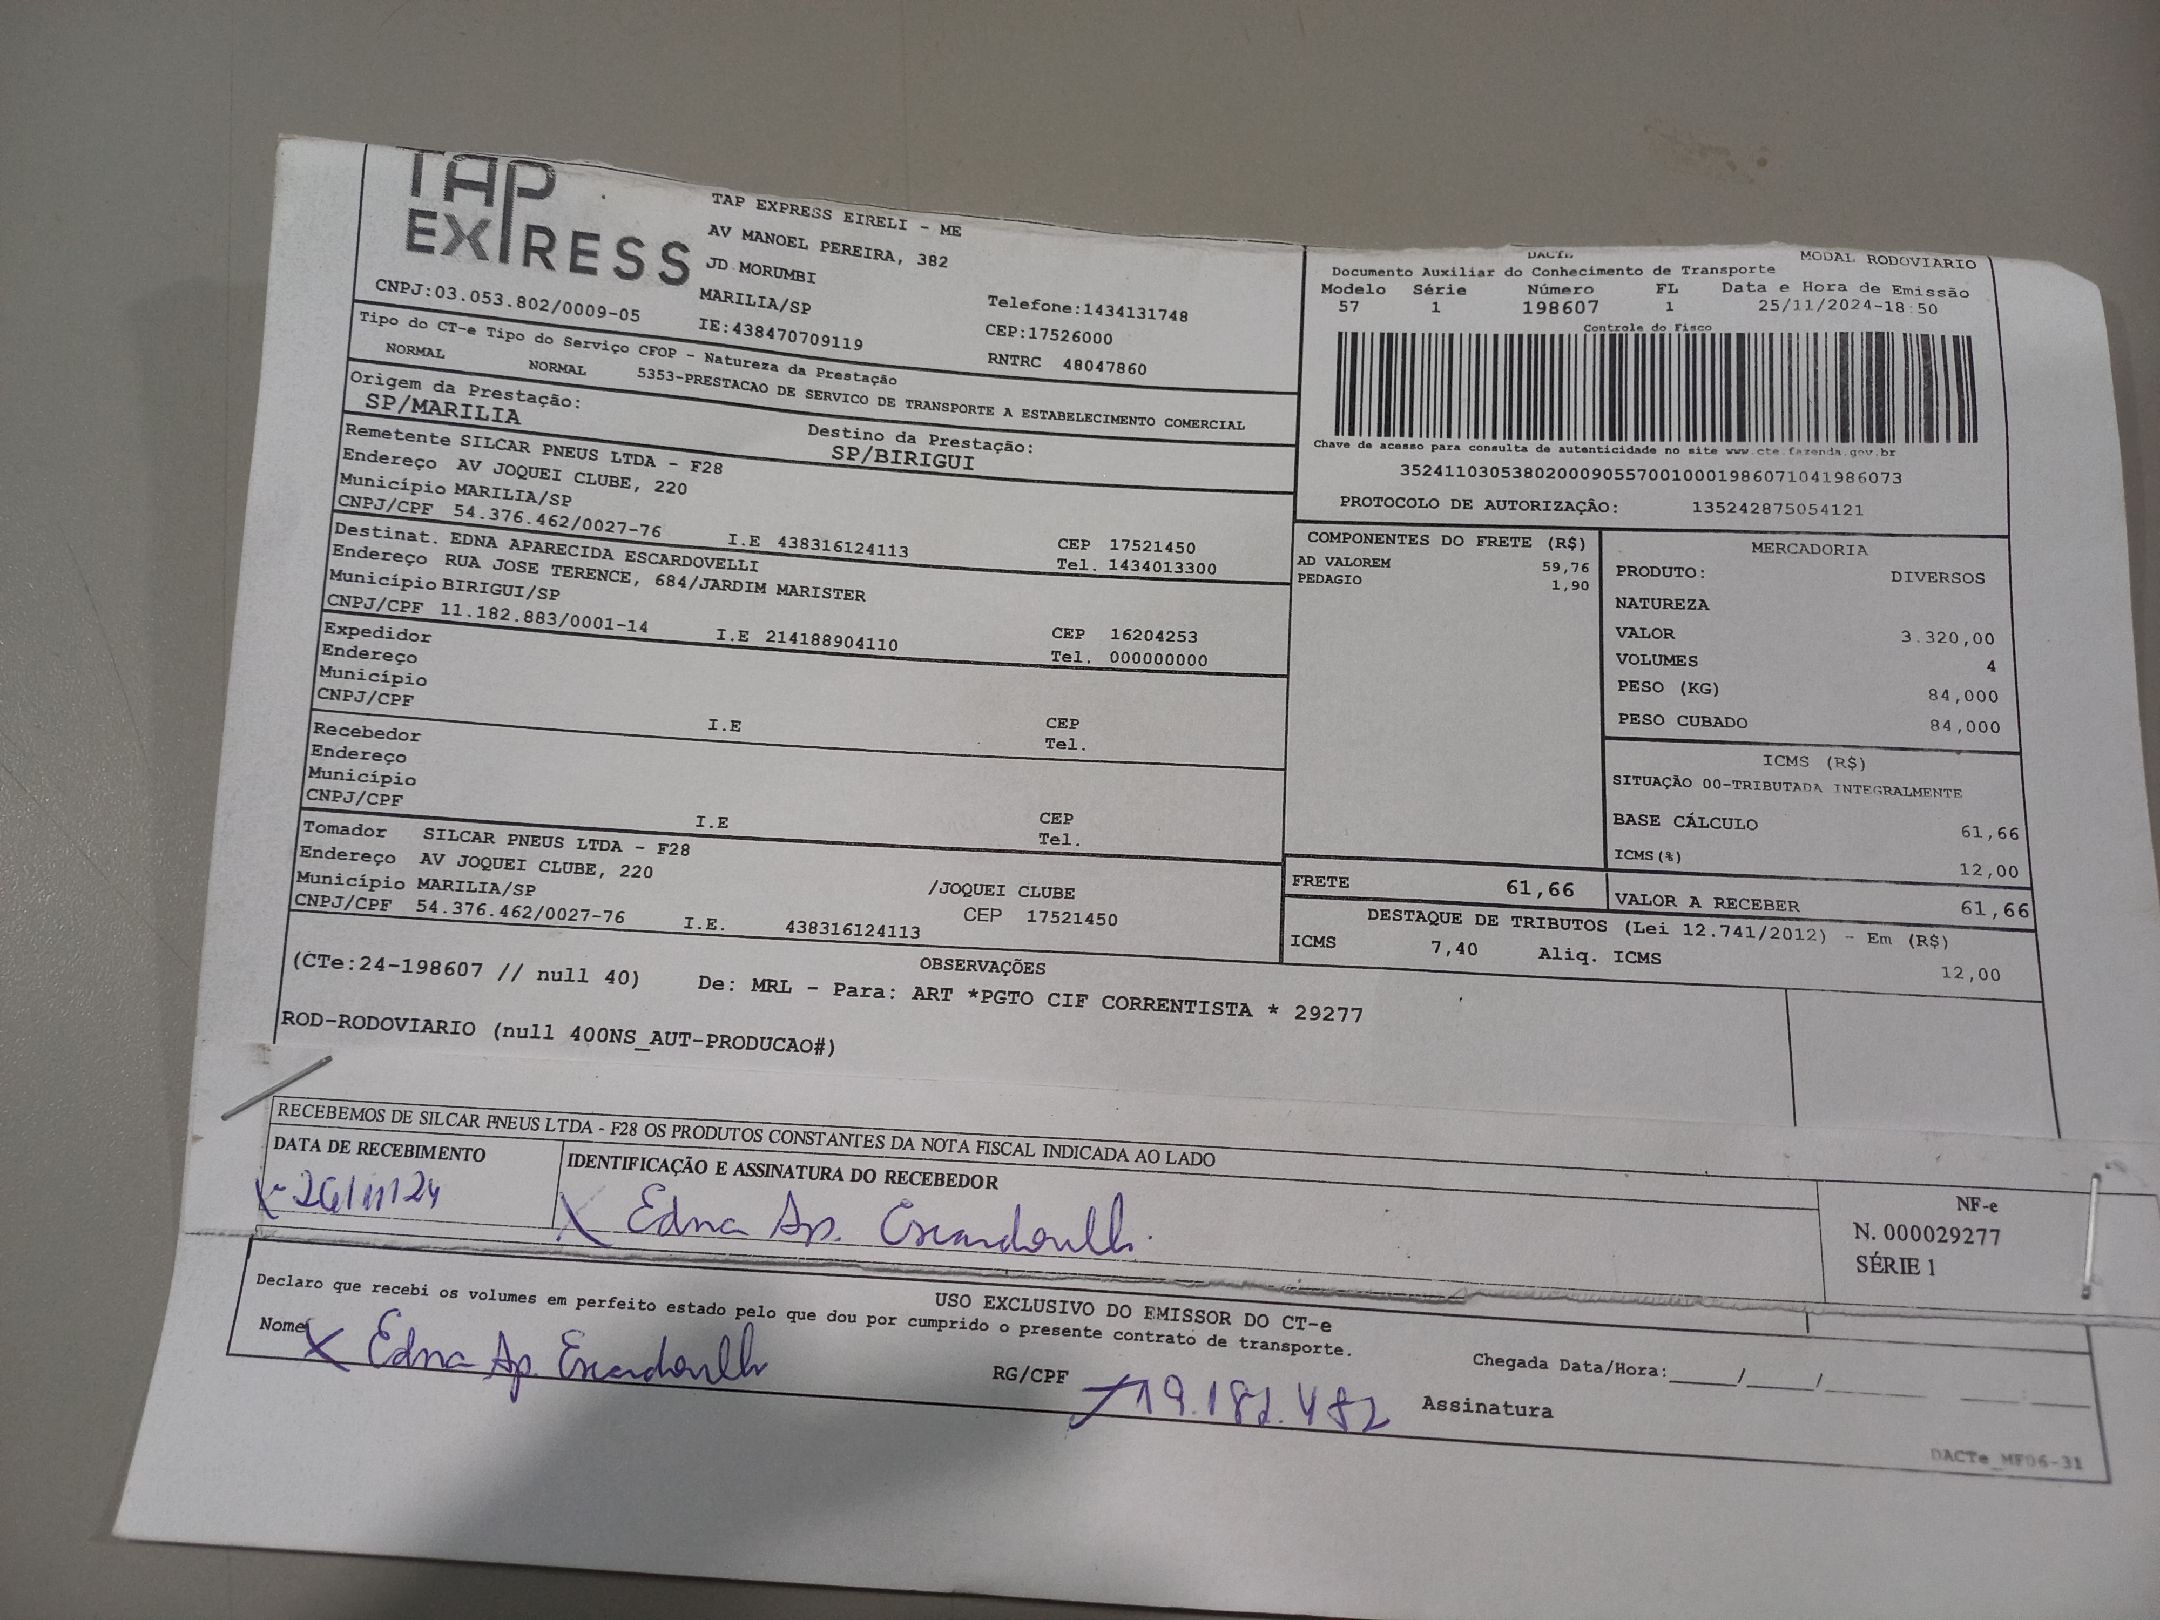 TAP
EXPRESS
TAP EXPRESS EIRELI - ME
AV MANOEL PEREIRA, 382
JD MORUMBI
MARILIA/SP Telefone:1434131748
CNPJ:03.053.802/0009-05 IE:438470709119 CEP:17526000
RNTRC 48047860
Tipo do CT-e Tipo do Serviço CFOP - Natureza da Prestação
NORMAL NORMAL 5353-PRESTACAO DE SERVICO DE TRANSPORTE A ESTABELECIMENTO COMERCIAL
Origem da Prestação: Destino da Prestação:
SP/MARILIA SP/BIRIGUI
DACTE MODAL RODOVIARIO
Documento Auxiliar do Conhecimento de Transporte
Modelo Série Número FL Data e Hora de Emissão
57 1 198607 1 25/11/2024-18:50
Controle do Fisco
Chave de acesso para consulta de autenticidade no site www.cte.fazenda.gov.br
35241103053802000905570010001986071041986073
PROTOCOLO DE AUTORIZAÇÃO: 135242875054121
Remetente SILCAR PNEUS LTDA - F28
Endereço AV JOQUEI CLUBE, 220
Município MARILIA/SP CEP 17521450
CNPJ/CPF 54.376.462/0027-76 I.E 438316124113 Tel. 1434013300
Destinat. EDNA APARECIDA ESCARDOVELLI
Endereço RUA JOSE TERENCE, 684/JARDIM MARISTER
Município BIRIGUI/SP CEP 16204253
CNPJ/CPF 11.182.883/0001-14 I.E 214188904110 Tel. 000000000
Expedidor
Endereço
Município CEP
CNPJ/CPF I.E Tel.
Recebedor
Endereço
Município CEP
CNPJ/CPF I.E Tel.
Tomador SILCAR PNEUS LTDA - F28
Endereço AV JOQUEI CLUBE, 220 /JOQUEI CLUBE
Município MARILIA/SP CEP 17521450
CNPJ/CPF 54.376.462/0027-76 I.E. 438316124113
COMPONENTES DO FRETE (R$)
AD VALOREM 59,76
PEDAGIO 1,90
MERCADORIA
PRODUTO: DIVERSOS
NATUREZA
VALOR 3.320,00
VOLUMES 4
PESO (KG) 84,000
PESO CUBADO 84,000
ICMS (R$)
SITUAÇÃO 00-TRIBUTADA INTEGRALMENTE
BASE CÁLCULO 61,66
ICMS(%) 12,00
FRETE 61,66 VALOR A RECEBER 61,66
DESTAQUE DE TRIBUTOS (Lei 12.741/2012) - Em (R$)
ICMS 7,40 Aliq. ICMS 12,00
OBSERVAÇÕES
(CTe:24-198607 // null 40) De: MRL - Para: ART *PGTO CIF CORRENTISTA * 29277
ROD-RODOVIARIO (null 400NS_AUT-PRODUCAO#)
RECEBEMOS DE SILCAR PNEUS LTDA - F28 OS PRODUTOS CONSTANTES DA NOTA FISCAL INDICADA AO LADO
DATA DE RECEBIMENTO IDENTIFICAÇÃO E ASSINATURA DO RECEBEDOR
X 26/11/24 X Edna Ap. Escardovelli
NF-e
N. 000029277
SÉRIE 1
USO EXCLUSIVO DO EMISSOR DO CT-e
Declaro que recebi os volumes em perfeito estado pelo que dou por cumprido o presente contrato de transporte.
Nome X Edna Ap. Escardovelli RG/CPF X 19.182.482 Chegada Data/Hora:_____/_____/_______ ____:____
Assinatura
DACTe_MF06-31